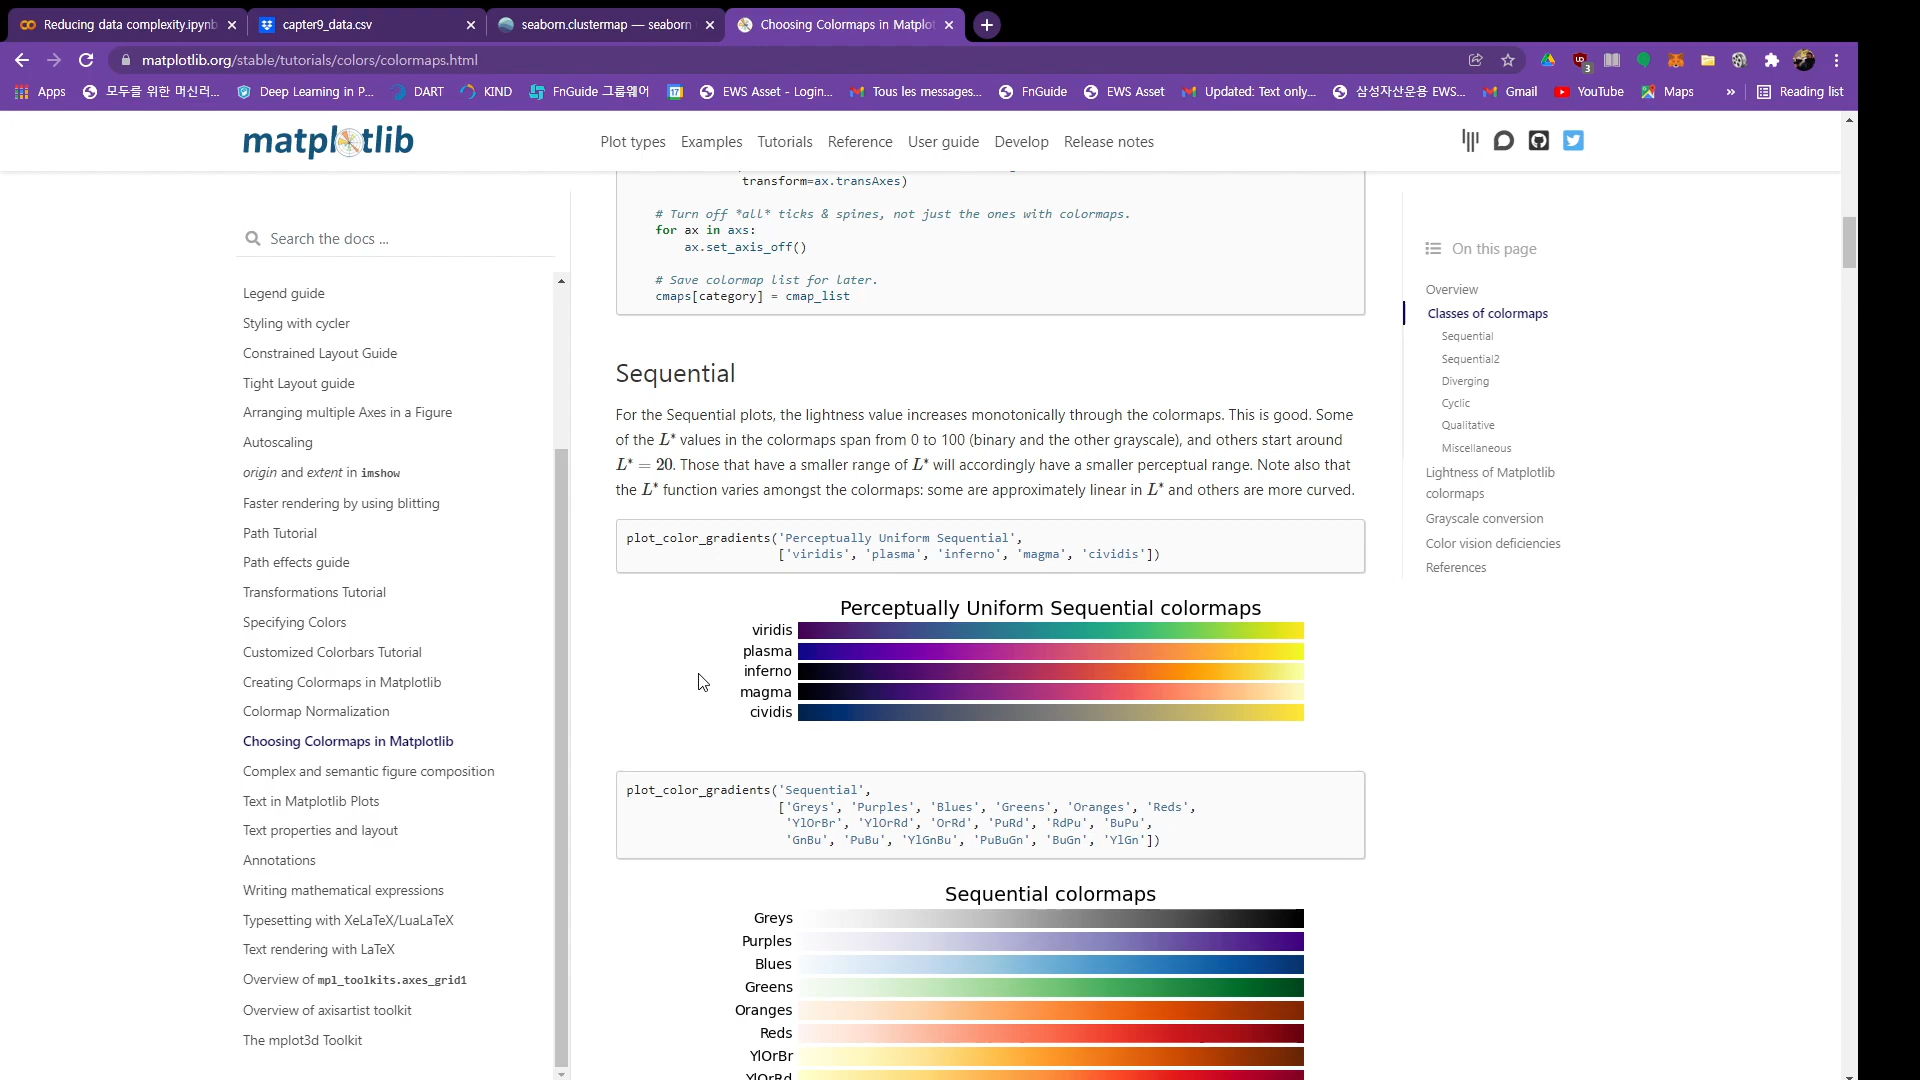 Reducing data complexity.ipynb
capter9_data.csv
seaborn.clustermap — seaborn
Choosing Colormaps in Matplot
matplotlib.org/stable/tutorials/colors/colormaps.html
3
Apps
모두를 위한 머신러...
Deep Learning in P...
DART
KIND
FnGuide 그룹웨어
17
EWS Asset - Login...
Tous les messages...
FnGuide
EWS Asset
Updated: Text only...
삼성자산운용 EWS...
Gmail
YouTube
Maps
»
Reading list
matplotlib
Plot types
Examples
Tutorials
Reference
User guide
Develop
Release notes
Search the docs ...
Legend guide
Styling with cycler
Constrained Layout Guide
Tight Layout guide
Arranging multiple Axes in a Figure
Autoscaling
origin and extent in imshow
Faster rendering by using blitting
Path Tutorial
Path effects guide
Transformations Tutorial
Specifying Colors
Customized Colorbars Tutorial
Creating Colormaps in Matplotlib
Colormap Normalization
Choosing Colormaps in Matplotlib
Complex and semantic figure composition
Text in Matplotlib Plots
Text properties and layout
Annotations
Writing mathematical expressions
Typesetting with XeLaTeX/LuaLaTeX
Text rendering with LaTeX
Overview of mpl_toolkits.axes_grid1
Overview of axisartist toolkit
The mplot3d Toolkit
transform=ax.transAxes)
# Turn off *all* ticks & spines, not just the ones with colormaps.
for ax in axs:
ax.set_axis_off()
# Save colormap list for later.
cmaps[category] = cmap_list
Sequential
For the Sequential plots, the lightness value increases monotonically through the colormaps. This is good. Some
of the L* values in the colormaps span from 0 to 100 (binary and the other grayscale), and others start around
L* = 20. Those that have a smaller range of L* will accordingly have a smaller perceptual range. Note also that
the L* function varies amongst the colormaps: some are approximately linear in L* and others are more curved.
plot_color_gradients('Perceptually Uniform Sequential',
['viridis', 'plasma', 'inferno', 'magma', 'cividis'])
Perceptually Uniform Sequential colormaps
viridis
plasma
inferno
magma
cividis
plot_color_gradients('Sequential',
['Greys', 'Purples', 'Blues', 'Greens', 'Oranges', 'Reds',
'YlOrBr', 'YlOrRd', 'OrRd', 'PuRd', 'RdPu', 'BuPu',
'GnBu', 'PuBu', 'YlGnBu', 'PuBuGn', 'BuGn', 'YlGn'])
Sequential colormaps
Greys
Purples
Blues
Greens
Oranges
Reds
YlOrBr
YlOrRd
On this page
Overview
Classes of colormaps
Sequential
Sequential2
Diverging
Cyclic
Qualitative
Miscellaneous
Lightness of Matplotlib
colormaps
Grayscale conversion
Color vision deficiencies
References